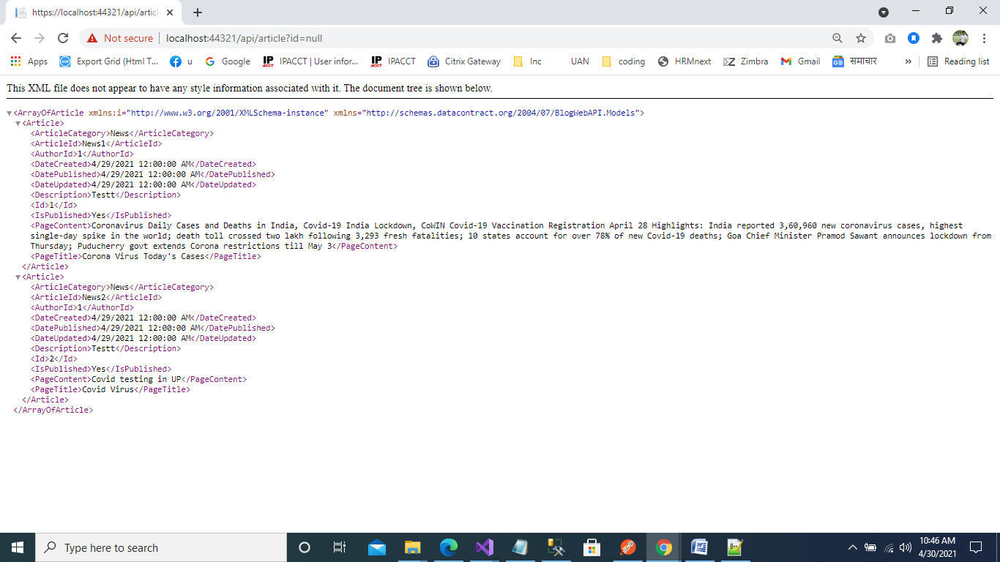 https://localhost:44321/api/articl
Not secure
localhost:44321/api/article?id=null
Apps
Export Grid (Html T...
u
Google
IPACCT | User infor...
IPACCT
Citrix Gateway
Inc
UAN
coding
HRMnext
Zimbra
Gmail
समाचार
»
Reading list
This XML file does not appear to have any style information associated with it. The document tree is shown below.
<ArrayOfArticle xmlns:i="http://www.w3.org/2001/XMLSchema-instance" xmlns="http://schemas.datacontract.org/2004/07/BlogWebAPI.Models">
<Article>
<ArticleCategory>News</ArticleCategory>
<ArticleId>News1</ArticleId>
<AuthorId>1</AuthorId>
<DateCreated>4/29/2021 12:00:00 AM</DateCreated>
<DatePublished>4/29/2021 12:00:00 AM</DatePublished>
<DateUpdated>4/29/2021 12:00:00 AM</DateUpdated>
<Description>Testt</Description>
<Id>1</Id>
<IsPublished>Yes</IsPublished>
<PageContent>Coronavirus Daily Cases and Deaths in India, Covid-19 India Lockdown, CoWIN Covid-19 Vaccination Registration April 28 Highlights: India reported 3,60,960 new coronavirus cases, highest
single-day spike in the world; death toll crossed two lakh following 3,293 fresh fatalities; 10 states account for over 78% of new Covid-19 deaths; Goa Chief Minister Pramod Sawant announces lockdown from
Thursday; Puducherry govt extends Corona restrictions till May 3</PageContent>
<PageTitle>Corona Virus Today's Cases</PageTitle>
</Article>
<Article>
<ArticleCategory>News</ArticleCategory>
<ArticleId>News2</ArticleId>
<AuthorId>1</AuthorId>
<DateCreated>4/29/2021 12:00:00 AM</DateCreated>
<DatePublished>4/29/2021 12:00:00 AM</DatePublished>
<DateUpdated>4/29/2021 12:00:00 AM</DateUpdated>
<Description>Testt</Description>
<Id>2</Id>
<IsPublished>Yes</IsPublished>
<PageContent>Covid testing in UP</PageContent>
<PageTitle>Covid Virus</PageTitle>
</Article>
</ArrayOfArticle>
Type here to search
10:46 AM
4/30/2021